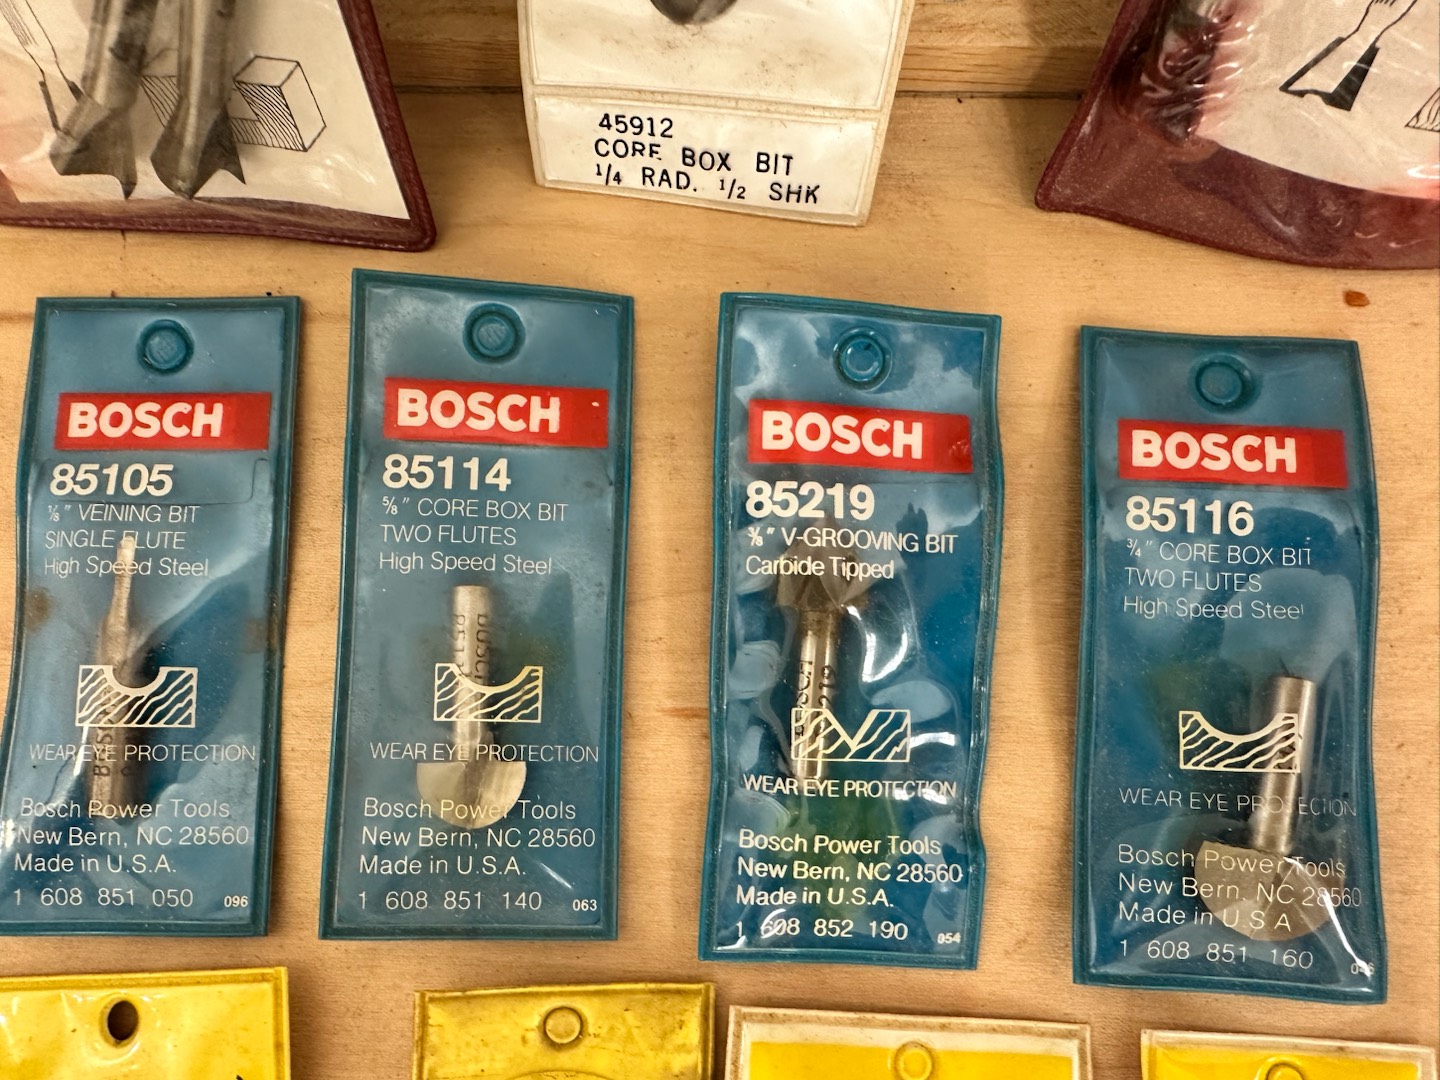 45912
CORE BOX BIT
1/4 RAD. 1/2 SHK
BOSCH
85105
1/8" VEINING BIT
SINGLE FLUTE
High Speed Steel
WEAR EYE PROTECTION
Bosch Power Tools
New Bern, NC 28560
Made in U.S.A.
1 608 851 050 096
BOSCH
85114
5/8" CORE BOX BIT
TWO FLUTES
High Speed Steel
WEAR EYE PROTECTION
Bosch Power Tools
New Bern, NC 28560
Made in U.S.A.
1 608 851 140 063
BOSCH
85219
3/8" V-GROOVING BIT
Carbide Tipped
WEAR EYE PROTECTION
Bosch Power Tools
New Bern, NC 28560
Made in U.S.A.
1 608 852 190 054
BOSCH
85116
3/4" CORE BOX BIT
TWO FLUTES
High Speed Steel
WEAR EYE PROTECTION
Bosch Power Tools
New Bern, NC 28560
Made in U S A
1 608 851 160